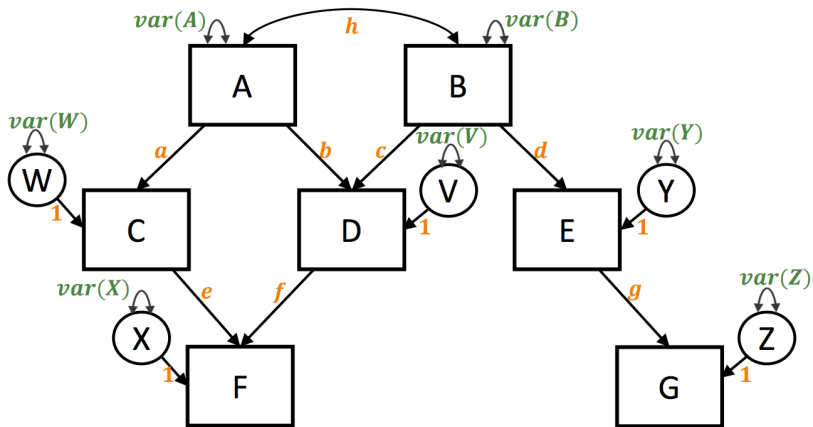 var(A)
var(B)
h
A
B
var(W)
a
b
c
var(V)
d
var(Y)
W
V
Y
1
C
D
1
E
1
var(X)
e
f
g
var(Z)
X
Z
1
F
G
1